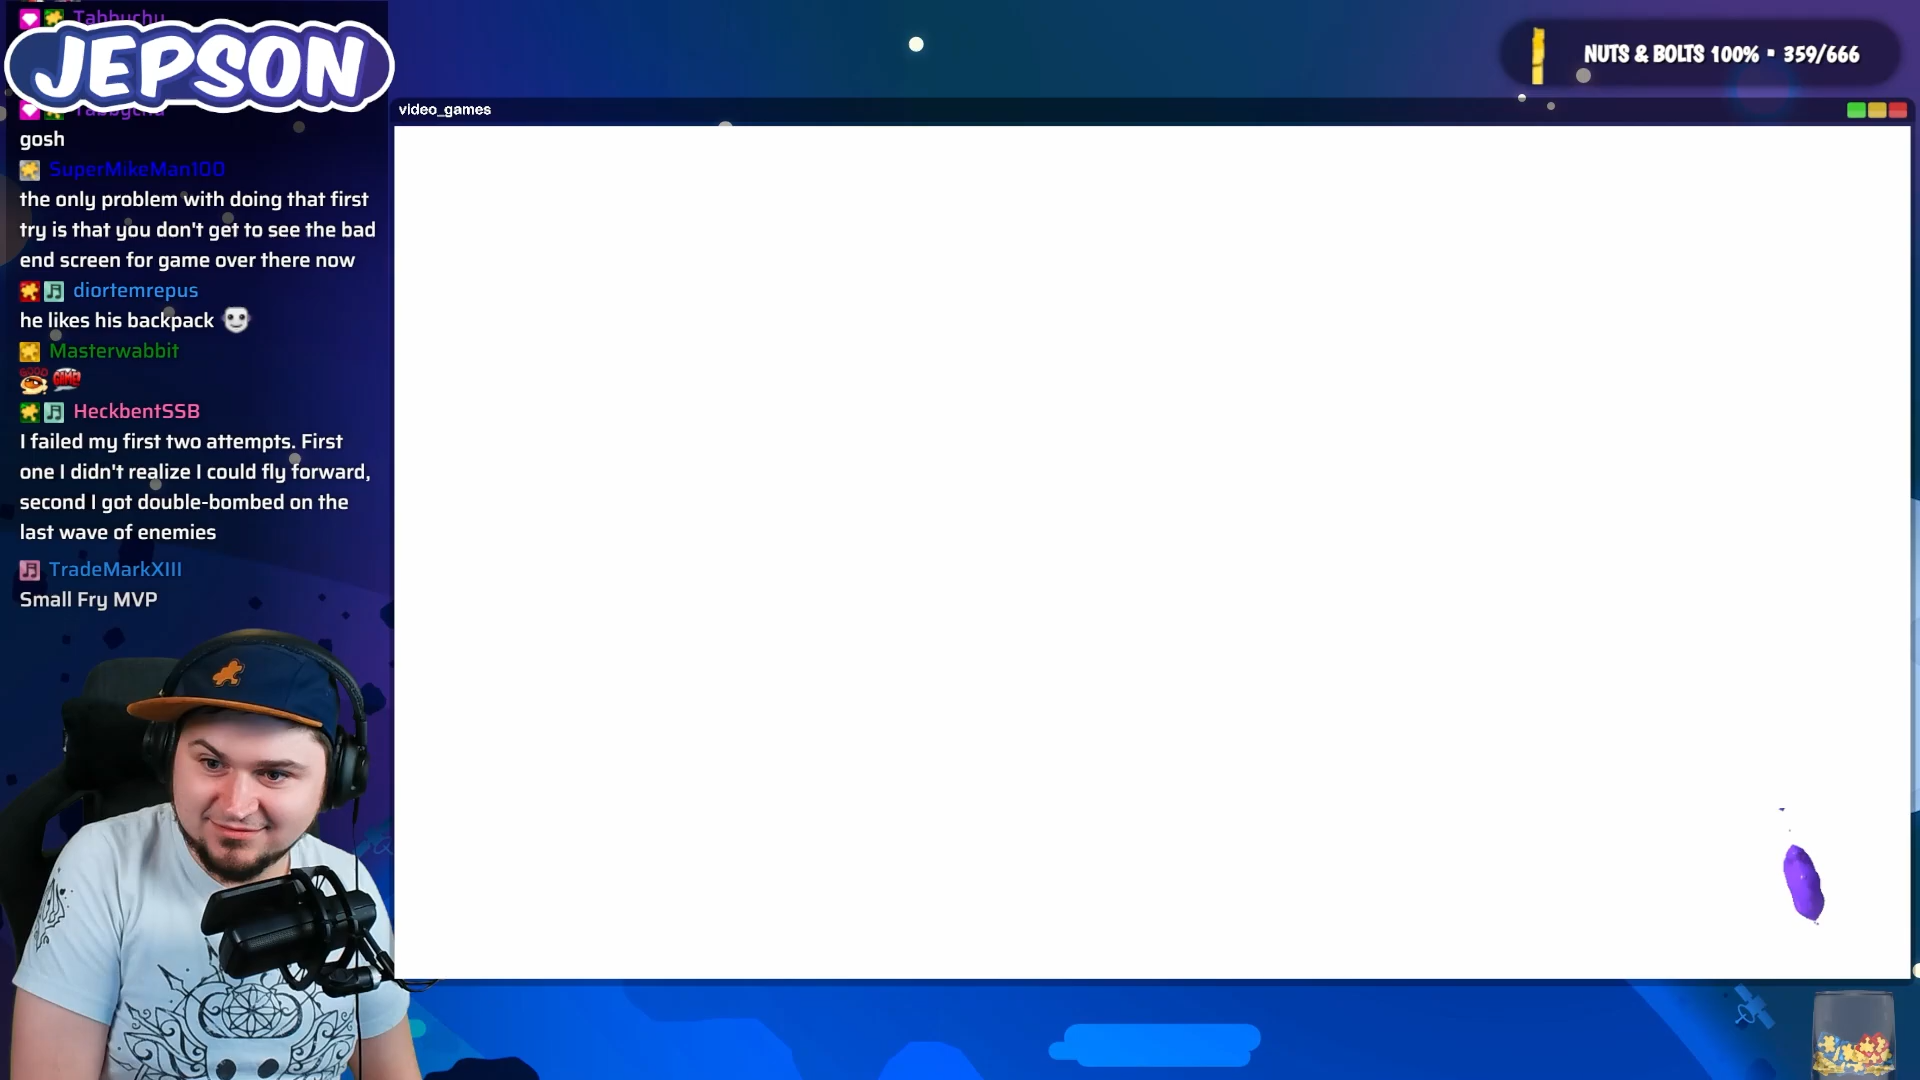 Tabbychu
JEPSON
Tabbychu
gosh
SuperMikeMan100
the only problem with doing that first
try is that you don't get to see the bad
end screen for game over there now
diortemrepus
he likes his backpack
Masterwabbit
GAME!
HeckbentSSB
I failed my first two attempts. First
one I didn't realize I could fly forward,
second I got double-bombed on the
last wave of enemies
TradeMarkXIII
Small Fry MVP
video_games
NUTS & BOLTS 100% • 359/666